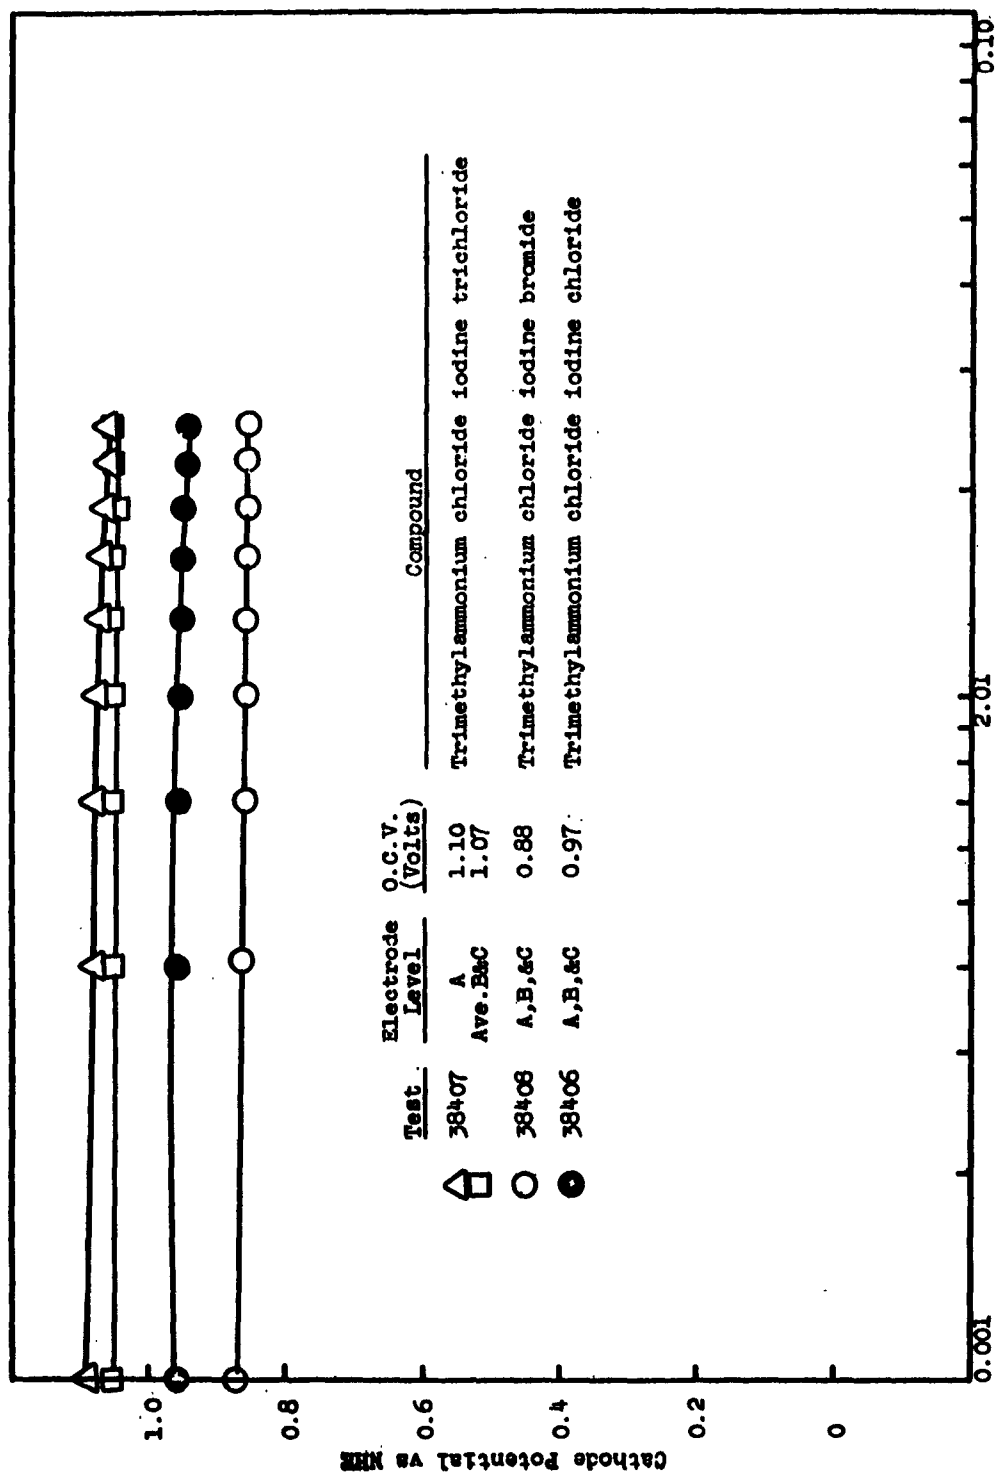 Cathode Potential vs NHE
1.0
0.8
0.6
0.4
0.2
0
Test
Electrode
Level
O.C.V.
(Volts)
Compound
38407 A 1.10 Trimethylammonium chloride iodine trichloride
Ave.B&C 1.07
38408 A,B,&C 0.88 Trimethylammonium chloride iodine bromide
38406 A,B,&C 0.97 Trimethylammonium chloride iodine chloride
0.001
2.01
0.10